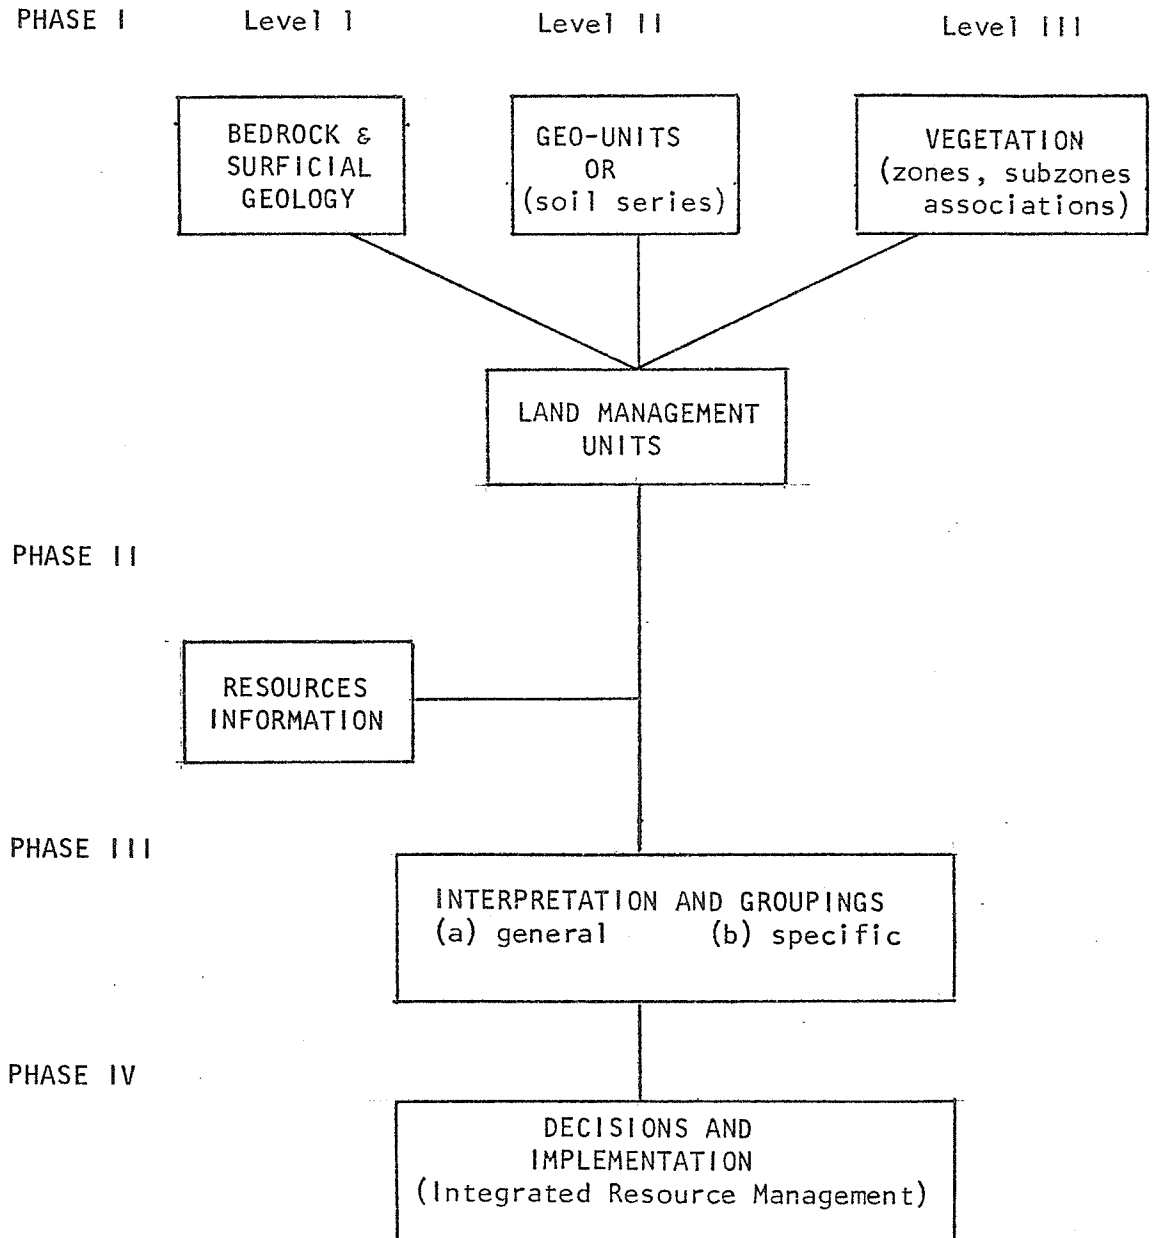 PHASE I Level I Level II Level III
BEDROCK &
SURFICIAL
GEOLOGY
GEO-UNITS
OR
(soil series)
VEGETATION
(zones, subzones
associations)
LAND MANAGEMENT
UNITS
PHASE II
RESOURCES
INFORMATION
PHASE III
INTERPRETATION AND GROUPINGS
(a) general (b) specific
PHASE IV
DECISIONS AND
IMPLEMENTATION
(Integrated Resource Management)